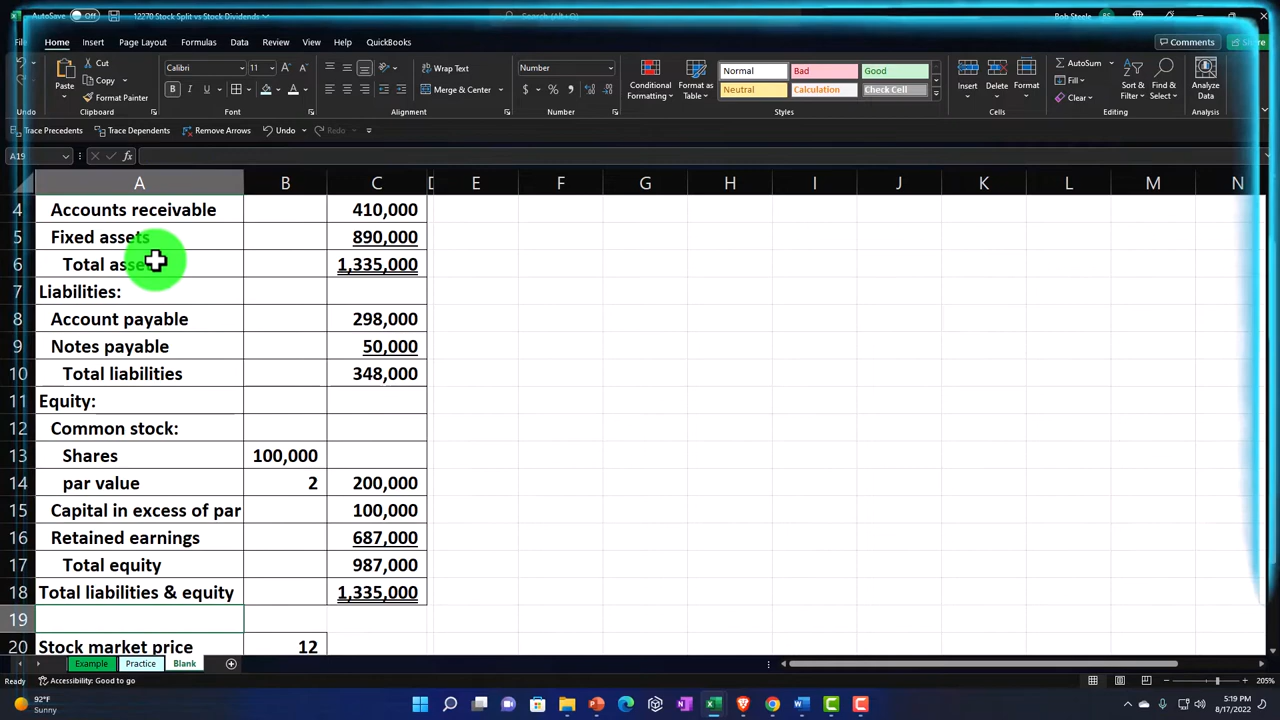 AutoSave Off 12270 Stock Split vs Stock Dividends Search (Alt+Q) Bob Steele BS
File Home Insert Page Layout Formulas Data Review View Help QuickBooks Comments Share
Paste Cut Copy Format Painter Calibri 11 Wrap Text Merge & Center Number Conditional Formatting Format as Table Normal Bad Good Neutral Calculation Check Cell Insert Delete Format AutoSum Fill Clear Sort & Filter Find & Select Analyze Data
Undo Clipboard Font Alignment Number Styles Cells Editing Analysis
Trace Precedents Trace Dependents Remove Arrows Undo Redo
A19 fx
A B C D E F G H I J K L M N
4 Accounts receivable 410,000
5 Fixed assets 890,000
6 Total assets 1,335,000
7 Liabilities:
8 Account payable 298,000
9 Notes payable 50,000
10 Total liabilities 348,000
11 Equity:
12 Common stock:
13 Shares 100,000
14 par value 2 200,000
15 Capital in excess of par 100,000
16 Retained earnings 687,000
17 Total equity 987,000
18 Total liabilities & equity 1,335,000
19
20 Stock market price 12
Example Practice Blank
Ready Accessibility: Good to go 205%
92°F
Sunny
5:19 PM
8/17/2022